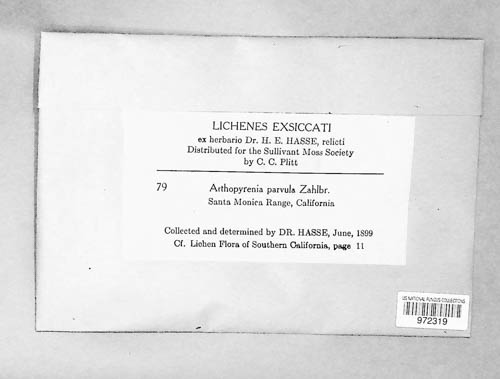 LICHENES EXSICCATI
ex herbario Dr. H. E. HASSE, relicti
Distributed for the Sullivant Moss Society
by C. C. Plitt
79 Arthopyrenia parvula Zahlbr.
Santa Monica Range, California
Collected and determined by DR. HASSE, June, 1899
Cf. Lichen Flora of Southern California, page 11
US NATIONAL FUNGUS COLLECTIONS
972319